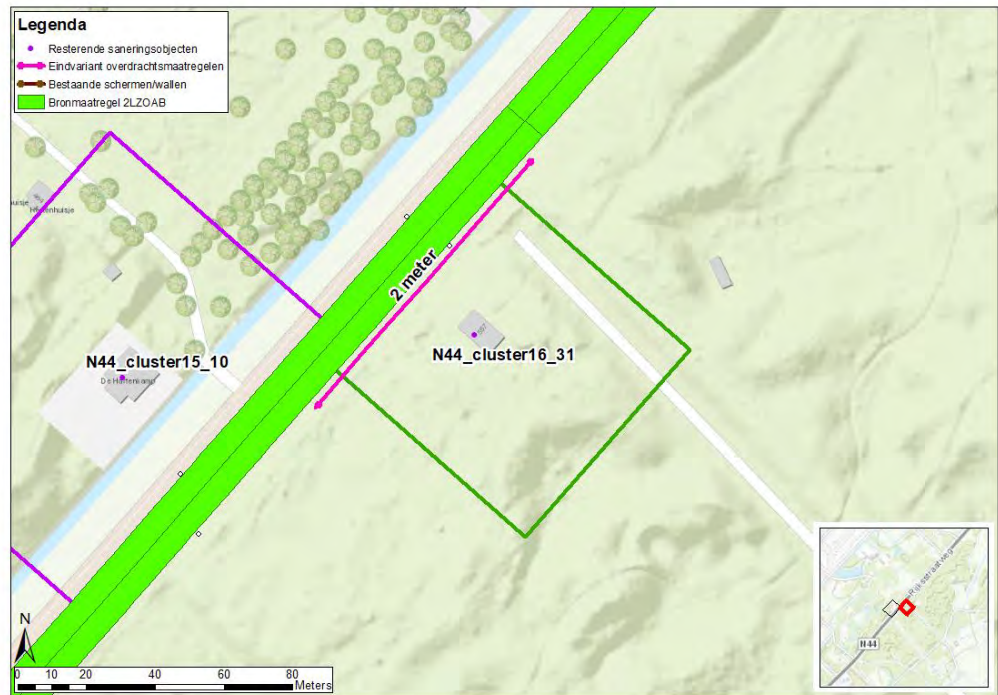 Legenda
Resterende saneringsobjecten
Eindvariant overdrachtsmaatregelen
Bestaande schermen/wallen
Bronmaatregel 2LZOAB
2 meter
N44_cluster15_10
De Hartenkamp
N44_cluster16_31
N
0 10 20 40 60 80
Meters
Rijksstraatweg
N44